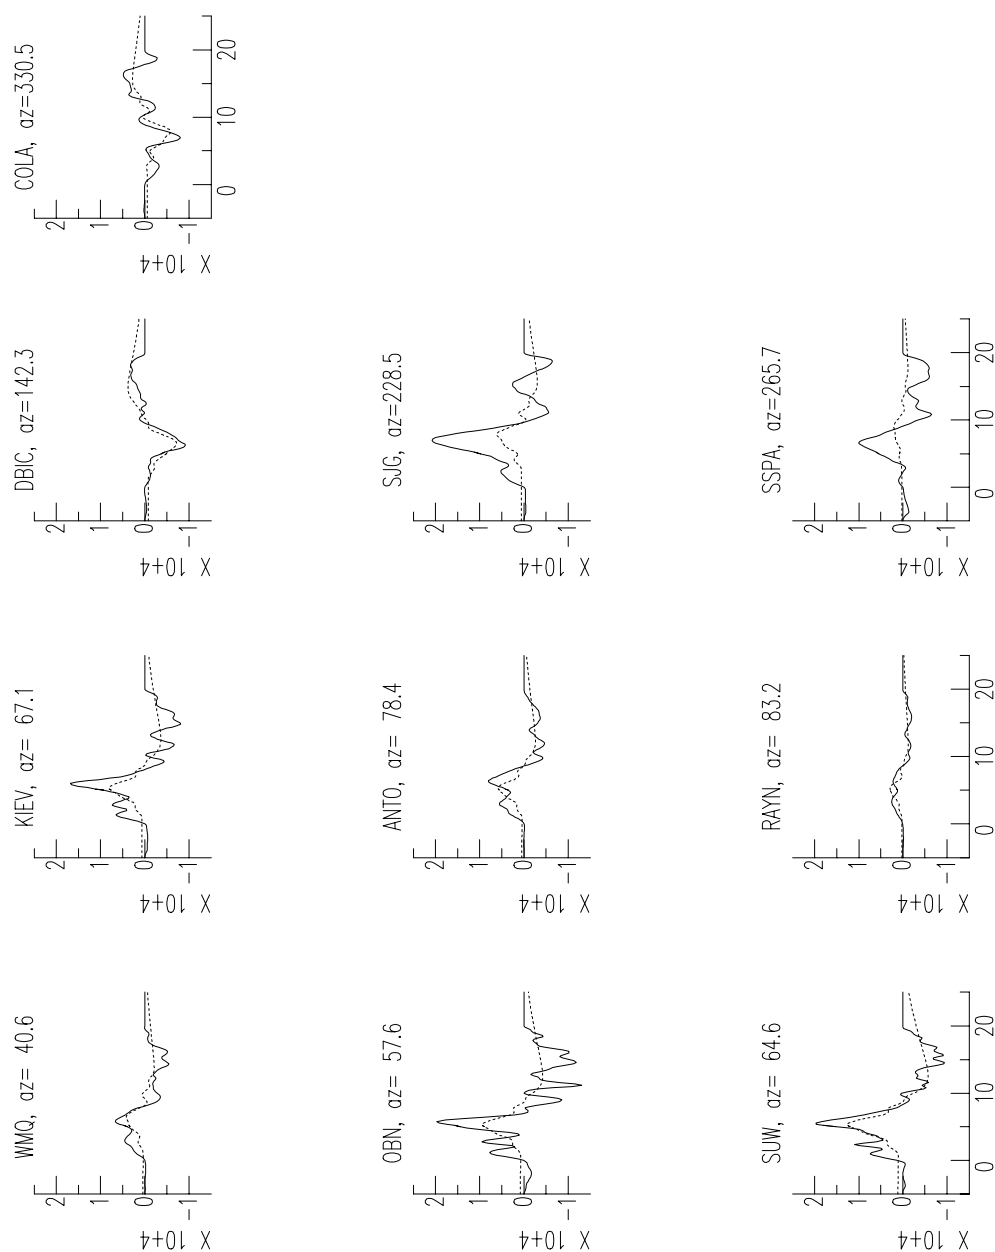 WMQ, az= 40.6
2
1
0
-1
X 10+4
KIEV, az= 67.1
2
1
0
-1
X 10+4
DBIC, az=142.3
2
1
0
-1
X 10+4
COLA, az=330.5
2
1
0
-1
X 10+4
0 10 20
OBN, az= 57.6
2
1
0
-1
X 10+4
ANTO, az= 78.4
2
1
0
-1
X 10+4
SJG, az=228.5
2
1
0
-1
X 10+4
SUW, az= 64.6
2
1
0
-1
X 10+4
0 10 20
RAYN, az= 83.2
2
1
0
-1
X 10+4
0 10 20
SSPA, az=265.7
2
1
0
-1
X 10+4
0 10 20